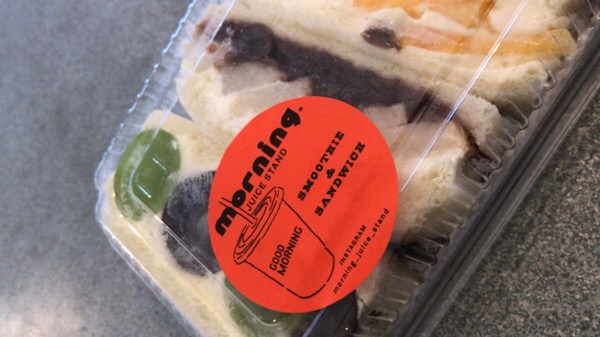 morning.
JUICE STAND
SMOOTHIE
&
SANDWICH
GOOD
MORNING
INSTAGRAM
morning_juice_stand